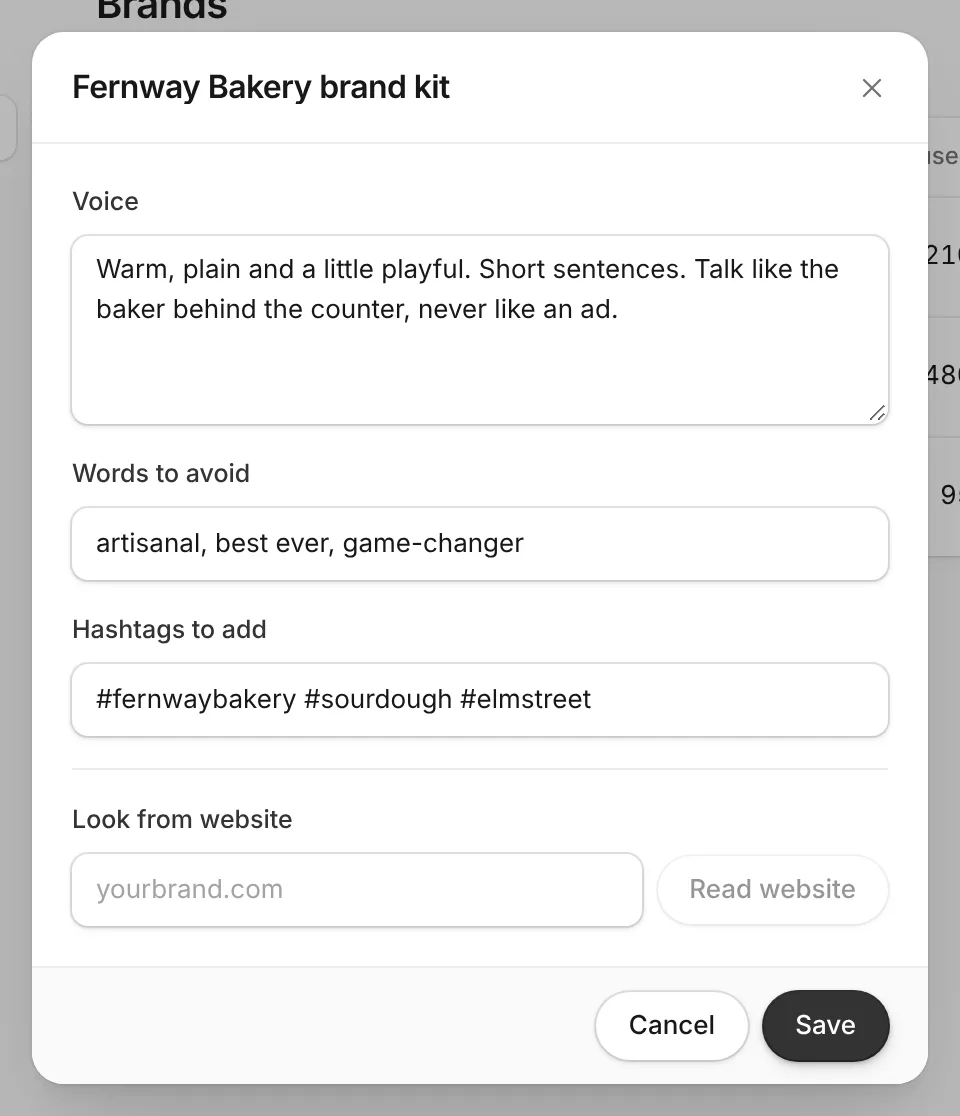 Brands
Fernway Bakery brand kit
Voice
Warm, plain and a little playful. Short sentences. Talk like the
baker behind the counter, never like an ad.
Words to avoid
artisanal, best ever, game-changer
Hashtags to add
#fernwaybakery #sourdough #elmstreet
Look from website
yourbrand.com
Read website
Cancel
Save